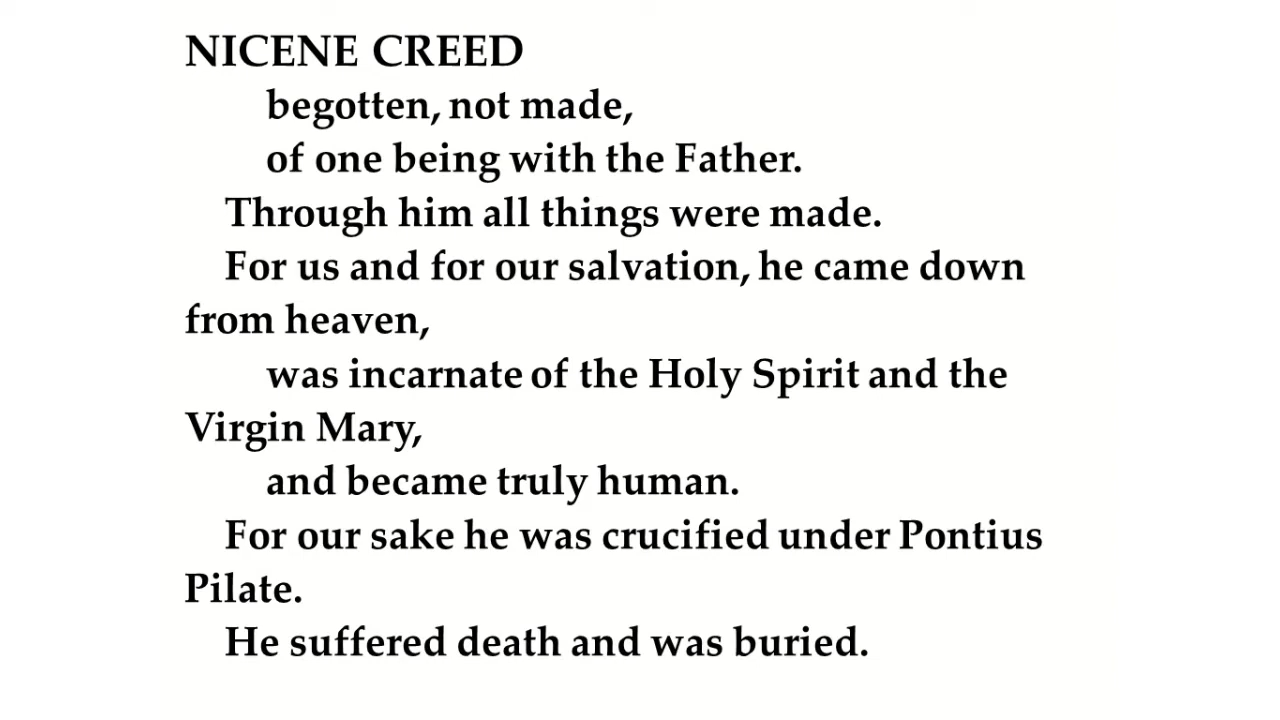 NICENE CREED
begotten, not made,
of one being with the Father.
Through him all things were made.
For us and for our salvation, he came down
from heaven,
was incarnate of the Holy Spirit and the
Virgin Mary,
and became truly human.
For our sake he was crucified under Pontius
Pilate.
He suffered death and was buried.